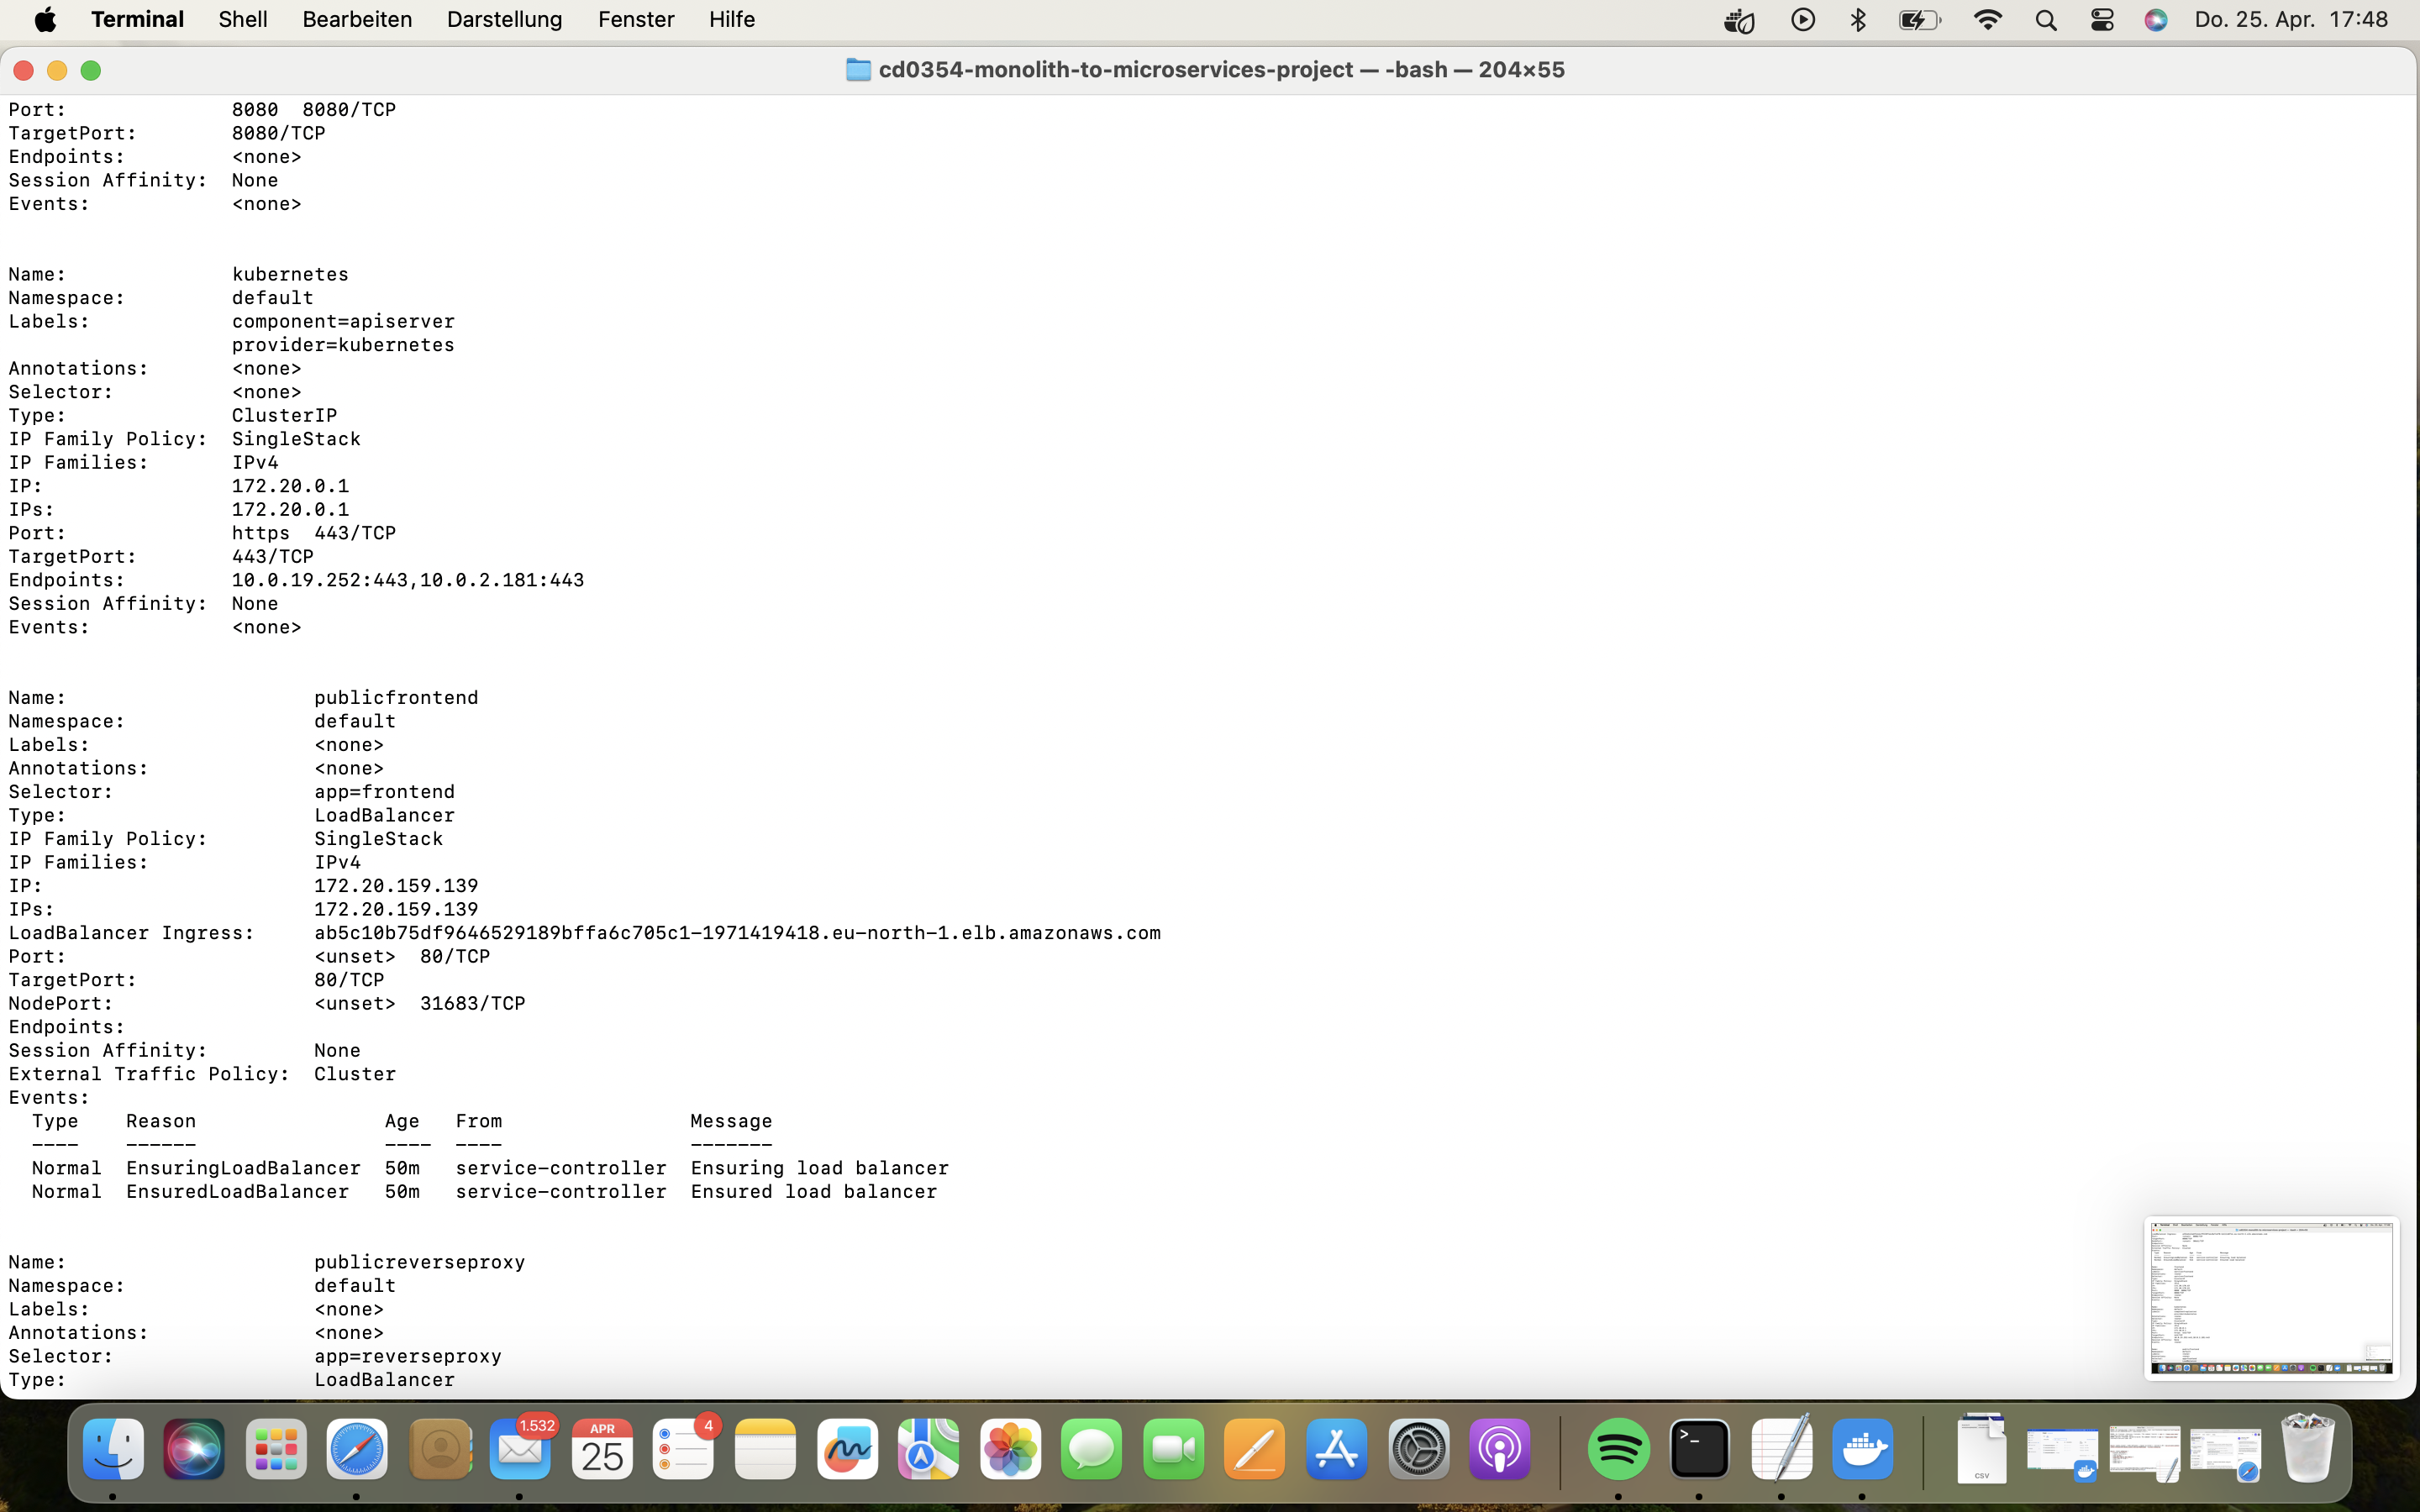 Terminal Shell Bearbeiten Darstellung Fenster Hilfe Do. 25. Apr. 17:48
cd0354-monolith-to-microservices-project — -bash — 204×55
Port: 8080 8080/TCP
TargetPort: 8080/TCP
Endpoints: <none>
Session Affinity: None
Events: <none>
Name: kubernetes
Namespace: default
Labels: component=apiserver
provider=kubernetes
Annotations: <none>
Selector: <none>
Type: ClusterIP
IP Family Policy: SingleStack
IP Families: IPv4
IP: 172.20.0.1
IPs: 172.20.0.1
Port: https 443/TCP
TargetPort: 443/TCP
Endpoints: 10.0.19.252:443,10.0.2.181:443
Session Affinity: None
Events: <none>
Name: publicfrontend
Namespace: default
Labels: <none>
Annotations: <none>
Selector: app=frontend
Type: LoadBalancer
IP Family Policy: SingleStack
IP Families: IPv4
IP: 172.20.159.139
IPs: 172.20.159.139
LoadBalancer Ingress: ab5c10b75df9646529189bffa6c705c1-1971419418.eu-north-1.elb.amazonaws.com
Port: <unset> 80/TCP
TargetPort: 80/TCP
NodePort: <unset> 31683/TCP
Endpoints:
Session Affinity: None
External Traffic Policy: Cluster
Events:
Type Reason Age From Message
---- ------ ---- ---- -------
Normal EnsuringLoadBalancer 50m service-controller Ensuring load balancer
Normal EnsuredLoadBalancer 50m service-controller Ensured load balancer
Name: publicreverseproxy
Namespace: default
Labels: <none>
Annotations: <none>
Selector: app=reverseproxy
Type: LoadBalancer
1.532
APR
25
4
>_
CSV